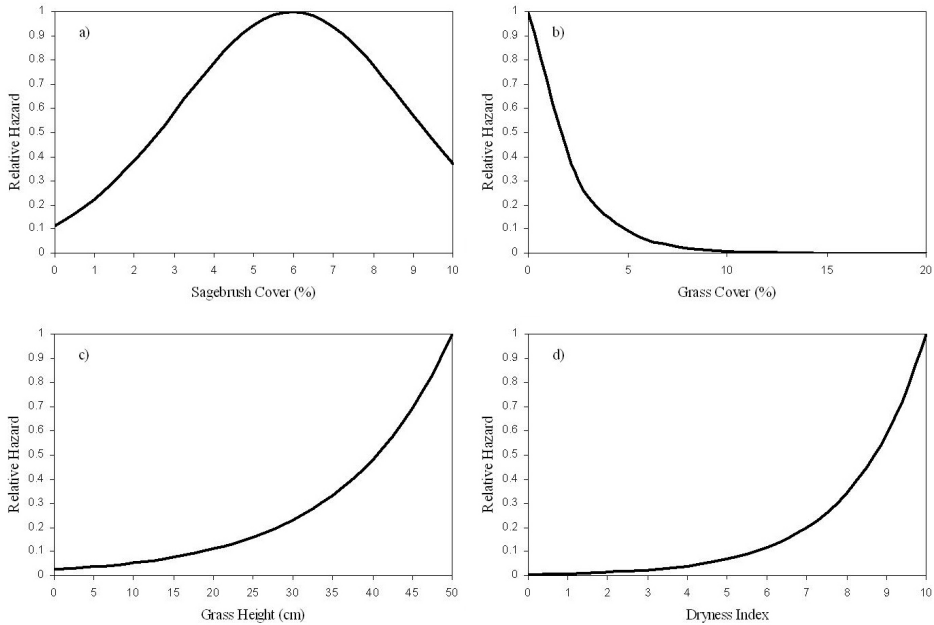 a)
1
0.9
0.8
0.7
0.6
0.5
0.4
0.3
0.2
0.1
0
Relative Hazard
0 1 2 3 4 5 6 7 8 9 10
Sagebrush Cover (%)
b)
1
0.9
0.8
0.7
0.6
0.5
0.4
0.3
0.2
0.1
0
Relative Hazard
0 5 10 15 20
Grass Cover (%)
c)
1
0.9
0.8
0.7
0.6
0.5
0.4
0.3
0.2
0.1
0
Relative Hazard
0 5 10 15 20 25 30 35 40 45 50
Grass Height (cm)
d)
1
0.9
0.8
0.7
0.6
0.5
0.4
0.3
0.2
0.1
0
Relative Hazard
0 1 2 3 4 5 6 7 8 9 10
Dryness Index